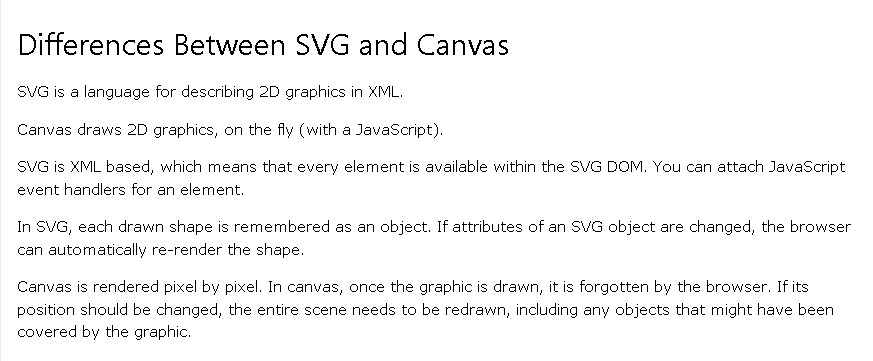 Differences Between SVG and Canvas
SVG is a language for describing 2D graphics in XML.
Canvas draws 2D graphics, on the fly (with a JavaScript).
SVG is XML based, which means that every element is available within the SVG DOM. You can attach JavaScript
event handlers for an element.
In SVG, each drawn shape is remembered as an object. If attributes of an SVG object are changed, the browser
can automatically re-render the shape.
Canvas is rendered pixel by pixel. In canvas, once the graphic is drawn, it is forgotten by the browser. If its
position should be changed, the entire scene needs to be redrawn, including any objects that might have been
covered by the graphic.